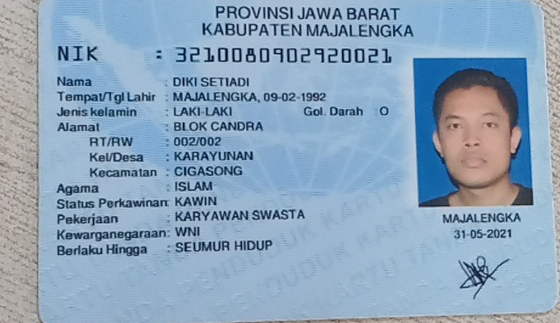 PROVINSI JAWA BARAT
KABUPATEN MAJALENGKA
NIK : 3210080902920021
Nama : DIKI SETIADI
Tempat/Tgl Lahir : MAJALENGKA, 09-02-1992
Jenis kelamin : LAKI-LAKI Gol. Darah : O
Alamat : BLOK CANDRA
RT/RW : 002/002
Kel/Desa : KARAYUNAN
Kecamatan : CIGASONG
Agama : ISLAM
Status Perkawinan: KAWIN
Pekerjaan : KARYAWAN SWASTA
Kewarganegaraan: WNI
Berlaku Hingga : SEUMUR HIDUP
MAJALENGKA
31-05-2021